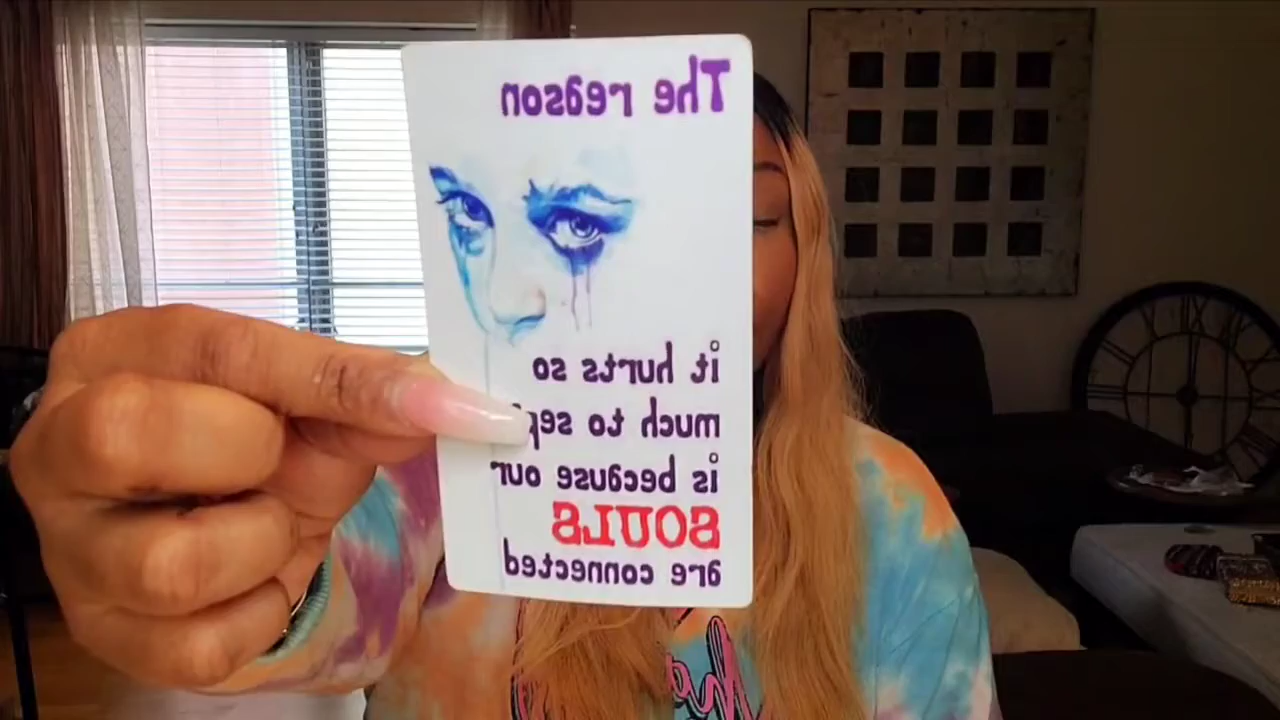 The reason
it hurts so
much to
is because our
SOULS
are connected